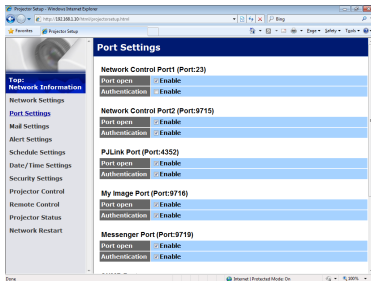 Projector Setup - Windows Internet Explorer
http://192.168.1.10/html/projectorsetup.html
Bing
Favorites
Projector Setup
Page
Safety
Tools
Port Settings
Top:
Network Information
Network Settings
Port Settings
Mail Settings
Alert Settings
Schedule Settings
Date/Time Settings
Security Settings
Projector Control
Remote Control
Projector Status
Network Restart
Network Control Port1 (Port:23)
Port open Enable
Authentication Enable
Network Control Port2 (Port:9715)
Port open Enable
Authentication Enable
PJLink Port (Port:4352)
Port open Enable
Authentication Enable
My Image Port (Port:9716)
Port open Enable
Authentication Enable
Messenger Port (Port:9719)
Port open Enable
Authentication Enable
Done
Internet | Protected Mode: On
100%